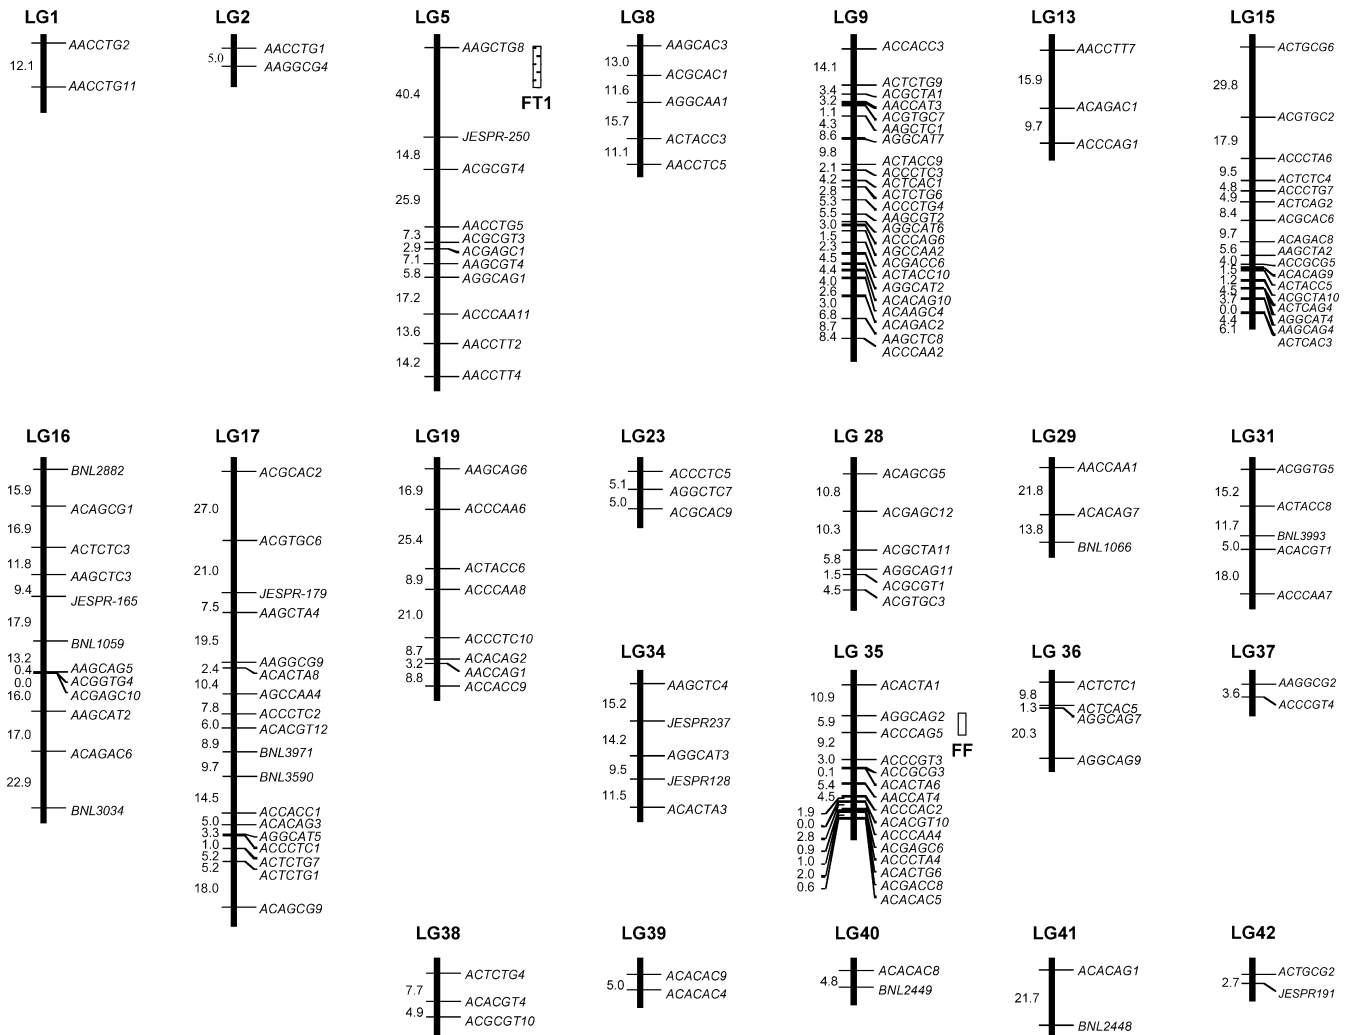 LG1
12.1
AACCTG2
AACCTG11
LG2
5.0
AACCTG1
AAGGCG4
LG5
40.4
14.8
25.9
7.3
2.9
7.1
5.8
17.2
13.6
14.2
AAGCTG8
JESPR-250
ACGCGT4
AACCTG5
ACGCGT3
ACGAGC1
AAGCGT4
AGGCAG1
ACCCAA11
AACCTT2
AACCTT4
FT1
LG8
13.0
11.6
15.7
11.1
AAGCAC3
ACGCAC1
AGGCAA1
ACTACC3
AACCTC5
LG9
14.1
3.4
3.2
1.1
4.3
8.6
9.8
2.1
4.2
2.8
5.3
5.5
3.0
1.5
2.3
4.5
4.4
4.0
2.6
3.0
6.8
8.7
8.4
ACCACC3
ACTCTG9
ACGCTA1
AACCAT3
ACGTGC7
AAGCTC1
AGGCAT7
ACTACC9
ACCCTC3
ACTCAC1
ACTCTG6
ACCCTG4
AAGCGT2
AGGCAT6
ACCCAG6
AGCCAA2
ACGACC6
ACTACC10
AGGCAT2
ACACAG10
ACAAGC4
ACAGAC2
AAGCTC8
ACCCAA2
LG13
15.9
9.7
AACCTT7
ACAGAC1
ACCCAG1
LG15
29.8
17.9
9.5
4.8
4.9
8.4
9.7
5.6
4.0
1.5
1.2
4.5
3.7
0.0
4.4
6.1
ACTGCG6
ACGTGC2
ACCCTA6
ACTCTC4
ACCCTG7
ACTCAG2
ACGCAC6
ACAGAC8
AAGCTA2
ACCGCG5
ACACAG9
ACTACC5
ACGCTA10
ACTCAG4
AGGCAT4
AAGCAG4
ACTCAC3
LG16
15.9
16.9
11.8
9.4
17.9
13.2
0.4
0.0
16.0
17.0
22.9
BNL2882
ACAGCG1
ACTCTC3
AAGCTC3
JESPR-165
BNL1059
AAGCAG5
ACGGTG4
ACGAGC10
AAGCAT2
ACAGAC6
BNL3034
LG17
27.0
21.0
7.5
19.5
2.4
10.4
7.8
6.0
8.9
9.7
14.5
5.0
3.3
1.0
5.2
5.2
18.0
ACGCAC2
ACGTGC6
JESPR-179
AAGCTA4
AAGGCG9
ACACTA8
AGCCAA4
ACCCTC2
ACACGT12
BNL3971
BNL3590
ACCACC1
ACACAG3
AGGCAT5
ACCCTC1
ACTCTG7
ACTCTG1
ACAGCG9
LG19
16.9
25.4
8.9
21.0
8.7
3.2
8.8
AAGCAG6
ACCCAA6
ACTACC6
ACCCAA8
ACCCTC10
ACACAG2
AACCAG1
ACCACC9
LG23
5.1
5.0
ACCCTC5
AGGCTC7
ACGCAC9
LG 28
10.8
10.3
5.8
1.5
4.5
ACAGCG5
ACGAGC12
ACGCTA11
AGGCAG11
ACGCGT1
ACGTGC3
LG29
21.8
13.8
AACCAA1
ACACAG7
BNL1066
LG31
15.2
11.7
5.0
18.0
ACGGTG5
ACTACC8
BNL3993
ACACGT1
ACCCAA7
LG34
15.2
14.2
9.5
11.5
AAGCTC4
JESPR237
AGGCAT3
JESPR128
ACACTA3
LG 35
10.9
5.9
9.2
3.0
0.1
5.4
4.5
1.9
0.0
2.8
0.9
1.0
2.0
0.6
ACACTA1
AGGCAG2
ACCCAG5
ACCCGT3
ACCGCG3
ACACTA6
AACCAT4
ACCCAC2
ACACGT10
ACCCAA4
ACGAGC6
ACCCTA4
ACACTG6
ACGACC8
ACACAC5
FF
LG 36
9.8
1.3
20.3
ACTCTC1
ACTCAC5
AGGCAG7
AGGCAG9
LG37
3.6
AAGGCG2
ACCCGT4
LG38
7.7
4.9
ACTCTG4
ACACGT4
ACGCGT10
LG39
5.0
ACACAC9
ACACAC4
LG40
4.8
ACACAC8
BNL2449
LG41
21.7
ACACAG1
BNL2448
LG42
2.7
ACTGCG2
JESPR191